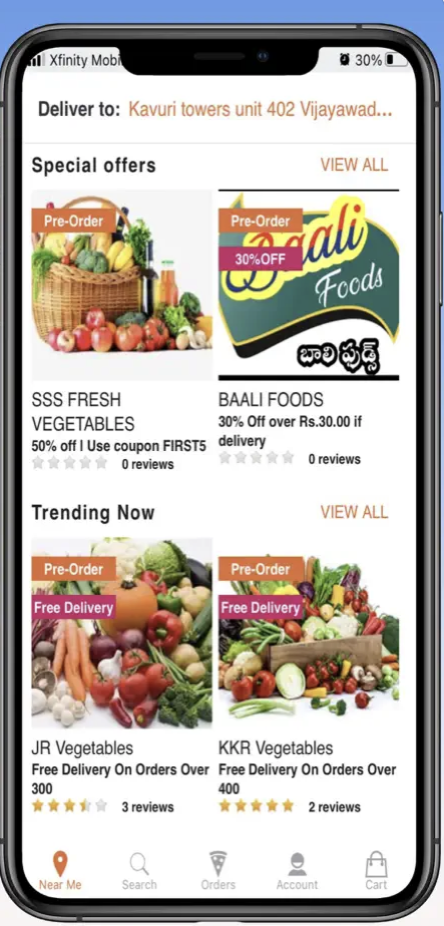 Xfinity Mobi
30%
Deliver to: Kavuri towers unit 402 Vijayawad...
Special offers
VIEW ALL
Pre-Order
Pre-Order
30%OFF
Baali
Foods
బాలి ఫుడ్స్
SSS FRESH
VEGETABLES
50% off I Use coupon FIRST5
0 reviews
BAALI FOODS
30% Off over Rs.30.00 if
delivery
0 reviews
Trending Now
VIEW ALL
Pre-Order
Free Delivery
Pre-Order
Free Delivery
JR Vegetables
Free Delivery On Orders Over
300
3 reviews
KKR Vegetables
Free Delivery On Orders Over
400
2 reviews
Near Me
Search
Orders
Account
Cart